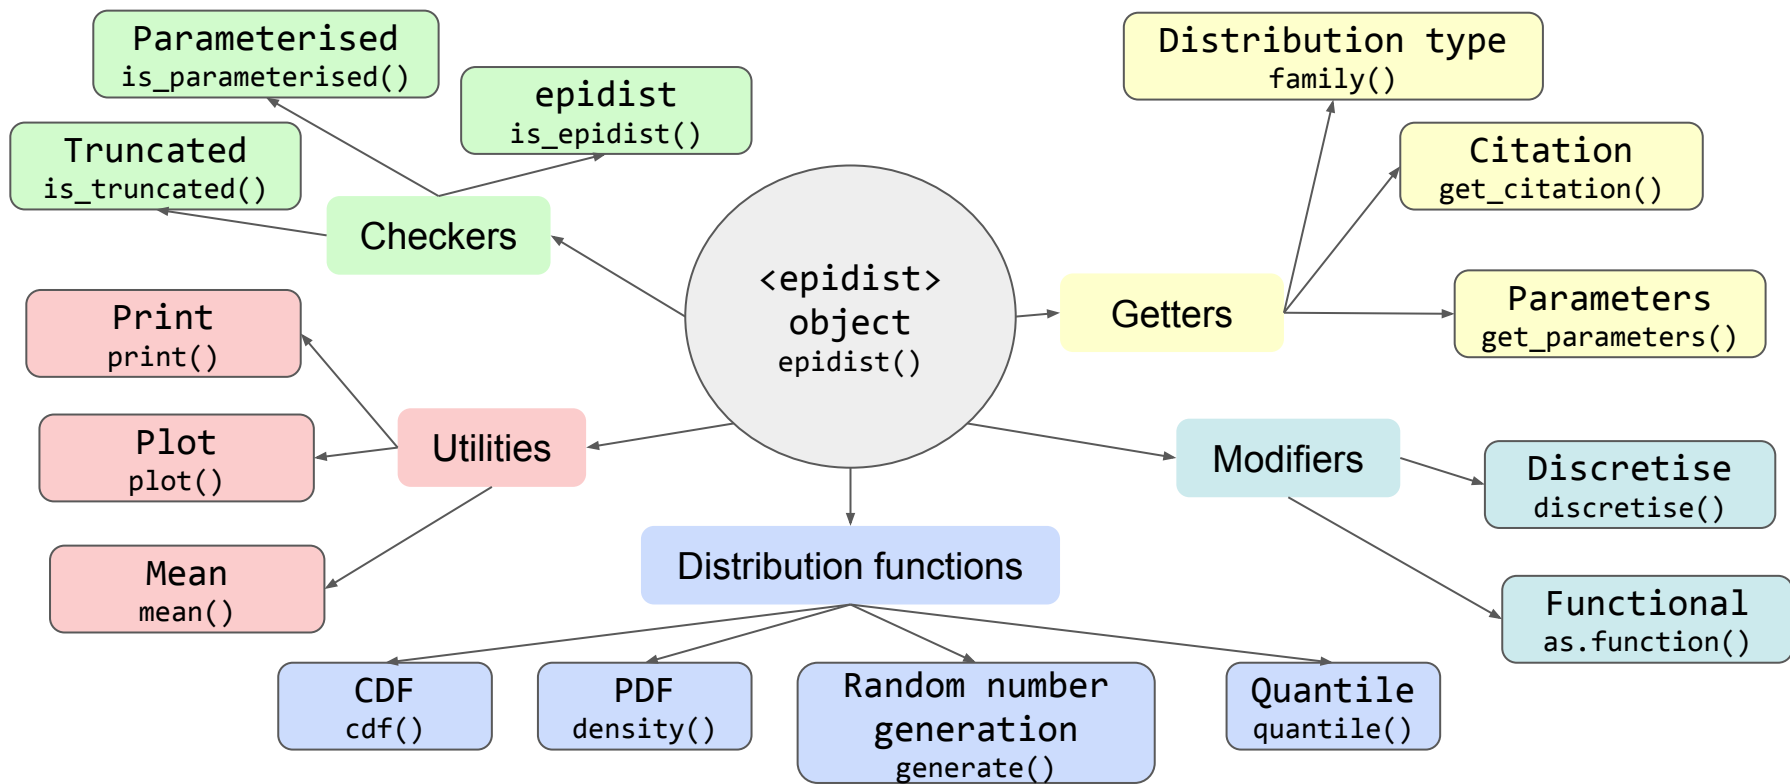 Parameterised
is_parameterised()
epidist
is_epidist()
Truncated
is_truncated()
Checkers
Distribution type
family()
Citation
get_citation()
Parameters
get_parameters()
Getters
<epidist>
object
epidist()
Print
print()
Plot
plot()
Mean
mean()
Utilities
Modifiers
Discretise
discretise()
Functional
as.function()
Distribution functions
CDF
cdf()
PDF
density()
Random number
generation
generate()
Quantile
quantile()